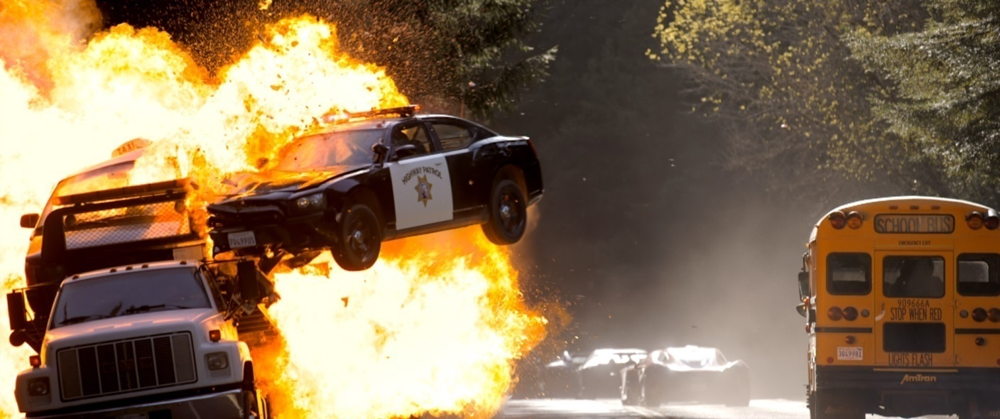 TAXI
HIGHWAY PATROL
SCHOOL BUS
EMERGENCY EXIT
909666A
STOP WHEN RED
LIGHTS FLASH
AmTran